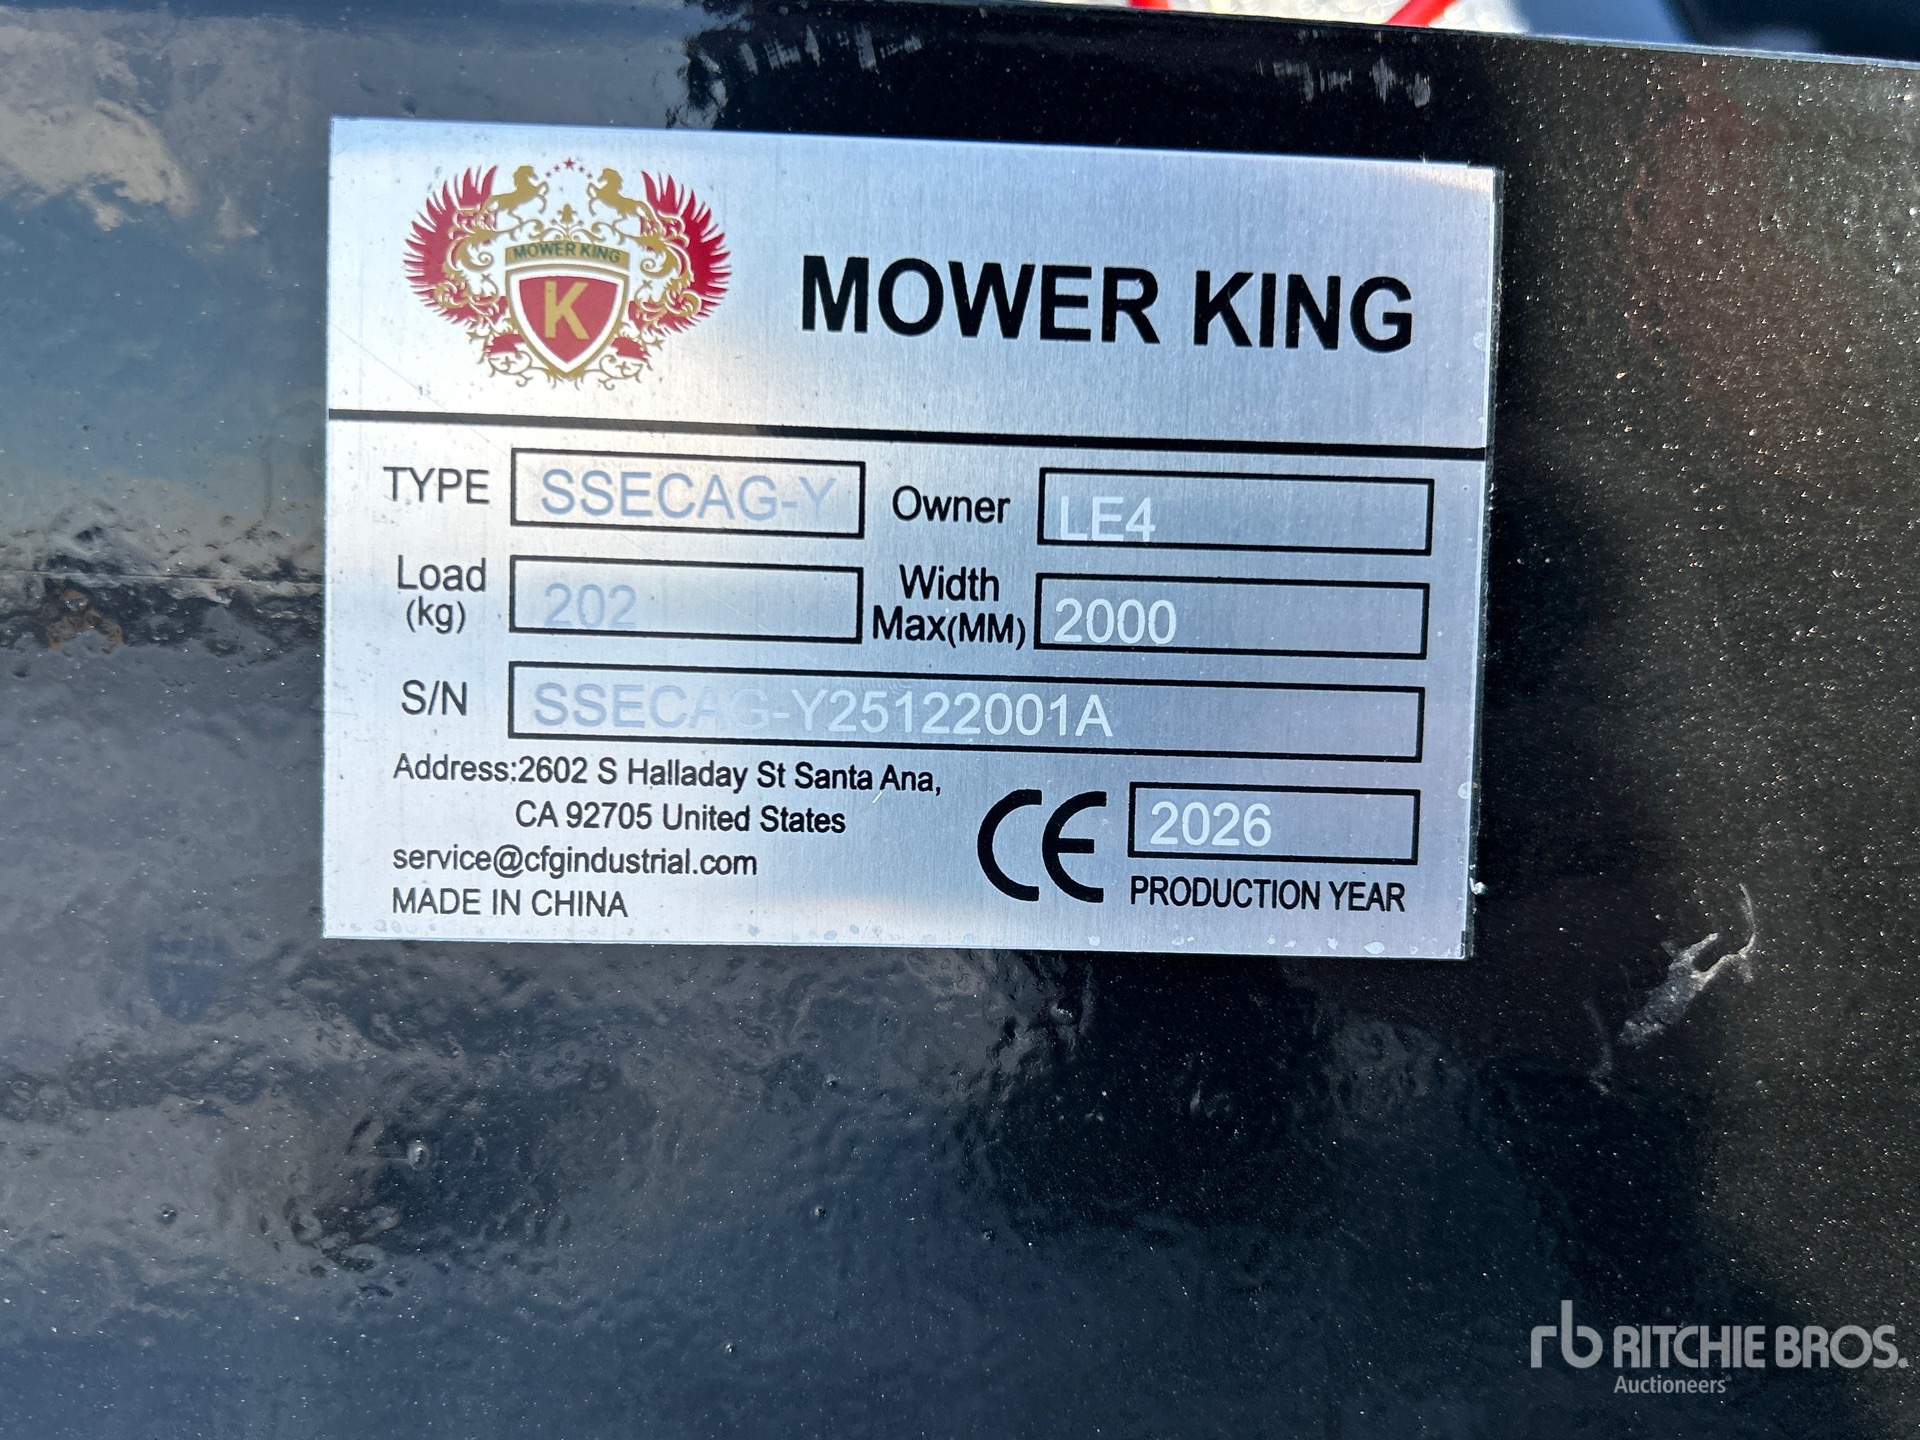 MOWER KING
K
MOWER KING
TYPE SSECAG-Y Owner LE4
Load (kg) 202 Width Max(MM) 2000
S/N SSECAG-Y25122001A
Address:2602 S Halladay St Santa Ana,
CA 92705 United States
service@cfgindustrial.com
MADE IN CHINA
CE 2026
PRODUCTION YEAR
rb RITCHIE BROS.
Auctioneers